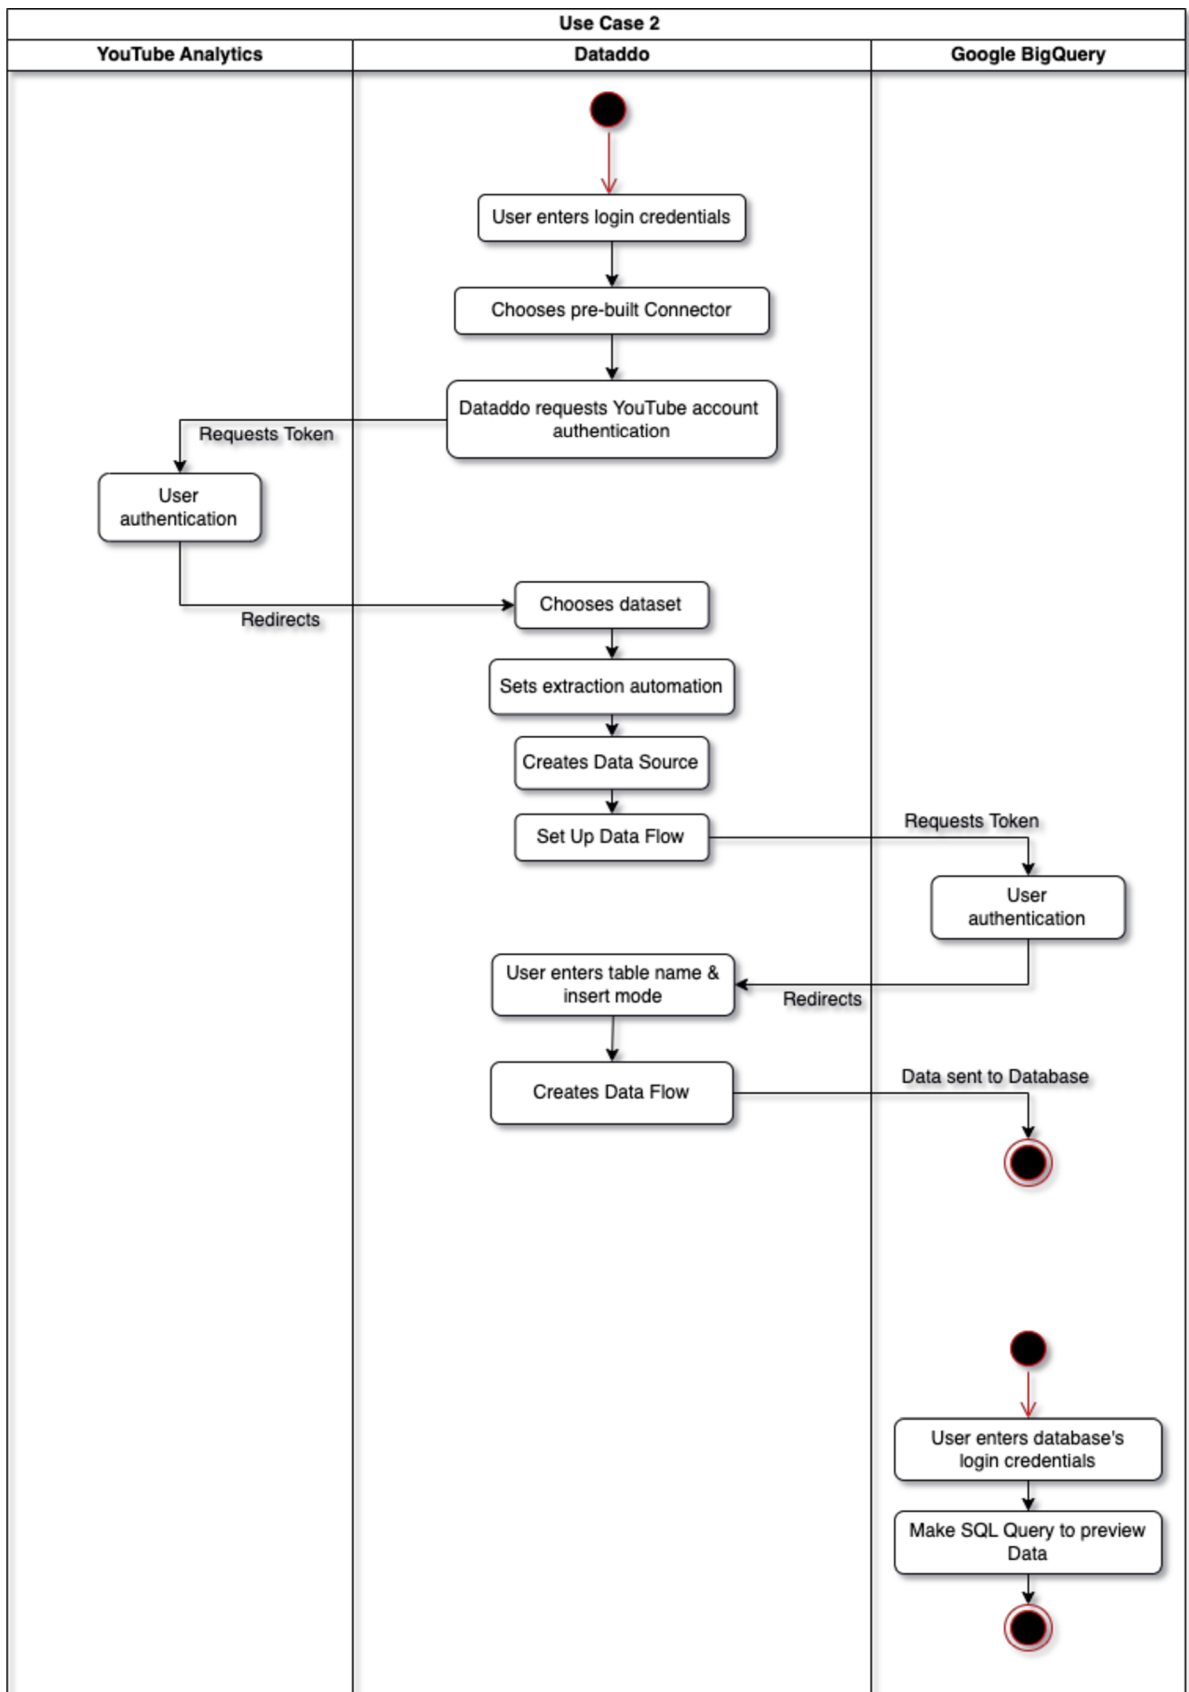 Use Case 2
YouTube Analytics
Dataddo
Google BigQuery
User enters login credentials
Chooses pre-built Connector
Dataddo requests YouTube account
authentication
Requests Token
User
authentication
Redirects
Chooses dataset
Sets extraction automation
Creates Data Source
Set Up Data Flow
Requests Token
User
authentication
Redirects
User enters table name &
insert mode
Creates Data Flow
Data sent to Database
User enters database's
login credentials
Make SQL Query to preview
Data